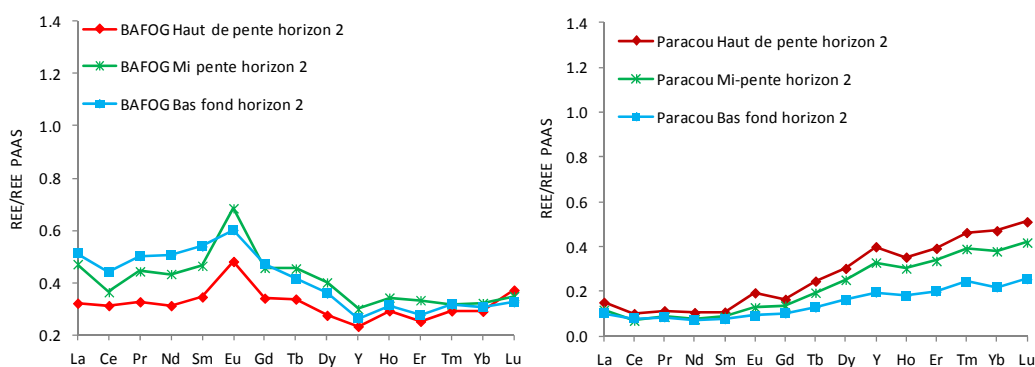 1.4
1.2
1.0
0.8
0.6
0.4
0.2
REE/REE PAAS
BAFOG Haut de pente horizon 2
BAFOG Mi pente horizon 2
BAFOG Bas fond horizon 2
La Ce Pr Nd Sm Eu Gd Tb Dy Y Ho Er Tm Yb Lu
1.4
1.2
1.0
0.8
0.6
0.4
0.2
0.0
REE/REE PAAS
Paracou Haut de pente horizon 2
Paracou Mi-pente horizon 2
Paracou Bas fond horizon 2
La Ce Pr Nd Sm Eu Gd Tb Dy Y Ho Er Tm Yb Lu